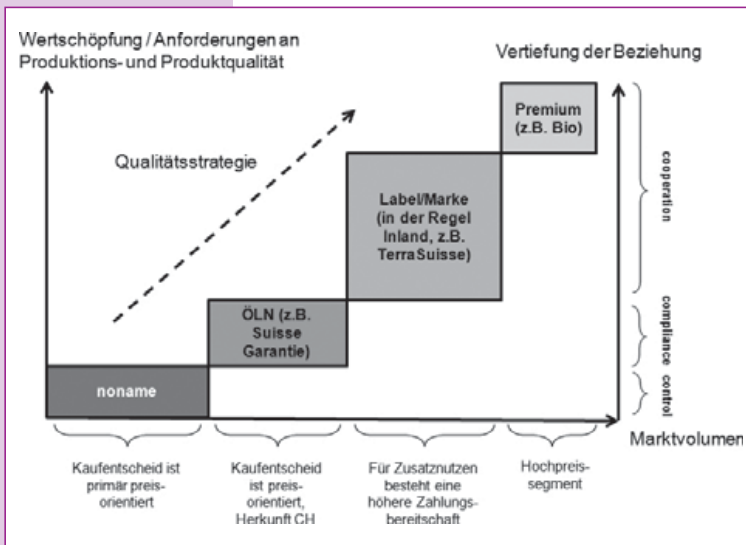 Wertschöpfung / Anforderungen an
Produktions- und Produktqualität
Vertiefung der Beziehung
Qualitätsstrategie
Premium
(z.B. Bio)
Label/Marke
(in der Regel
Inland, z.B.
TerraSuisse)
ÖLN (z.B.
Suisse
Garantie)
noname
cooperation
compliance
control
Marktvolumen
Kaufentscheid ist
primär preis-
orientiert
Kaufentscheid
ist preis-
orientiert,
Herkunft CH
Für Zusatznutzen
besteht eine
höhere Zahlungs-
bereitschaft
Hochpreis-
segment